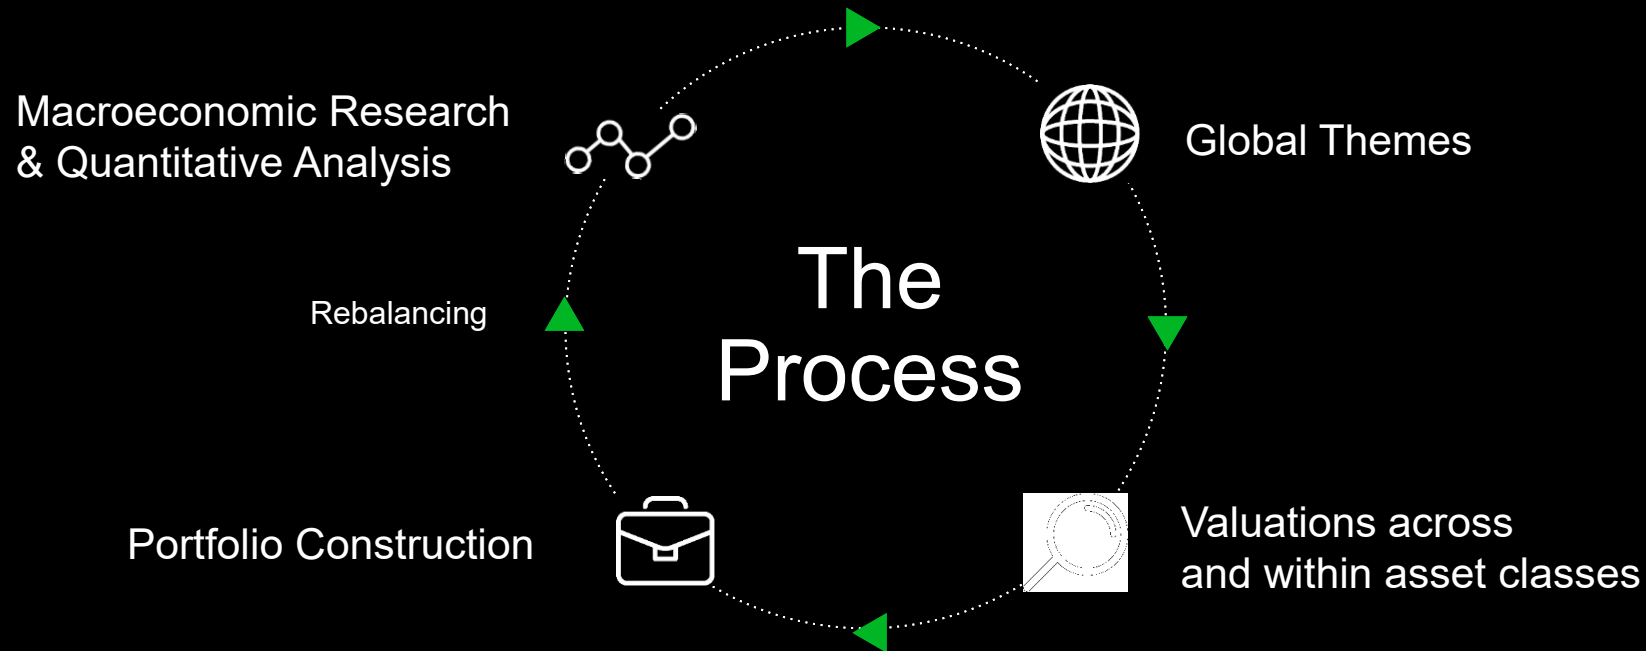 Macroeconomic Research
& Quantitative Analysis
Global Themes
The
Process
Rebalancing
Portfolio Construction
Valuations across
and within asset classes